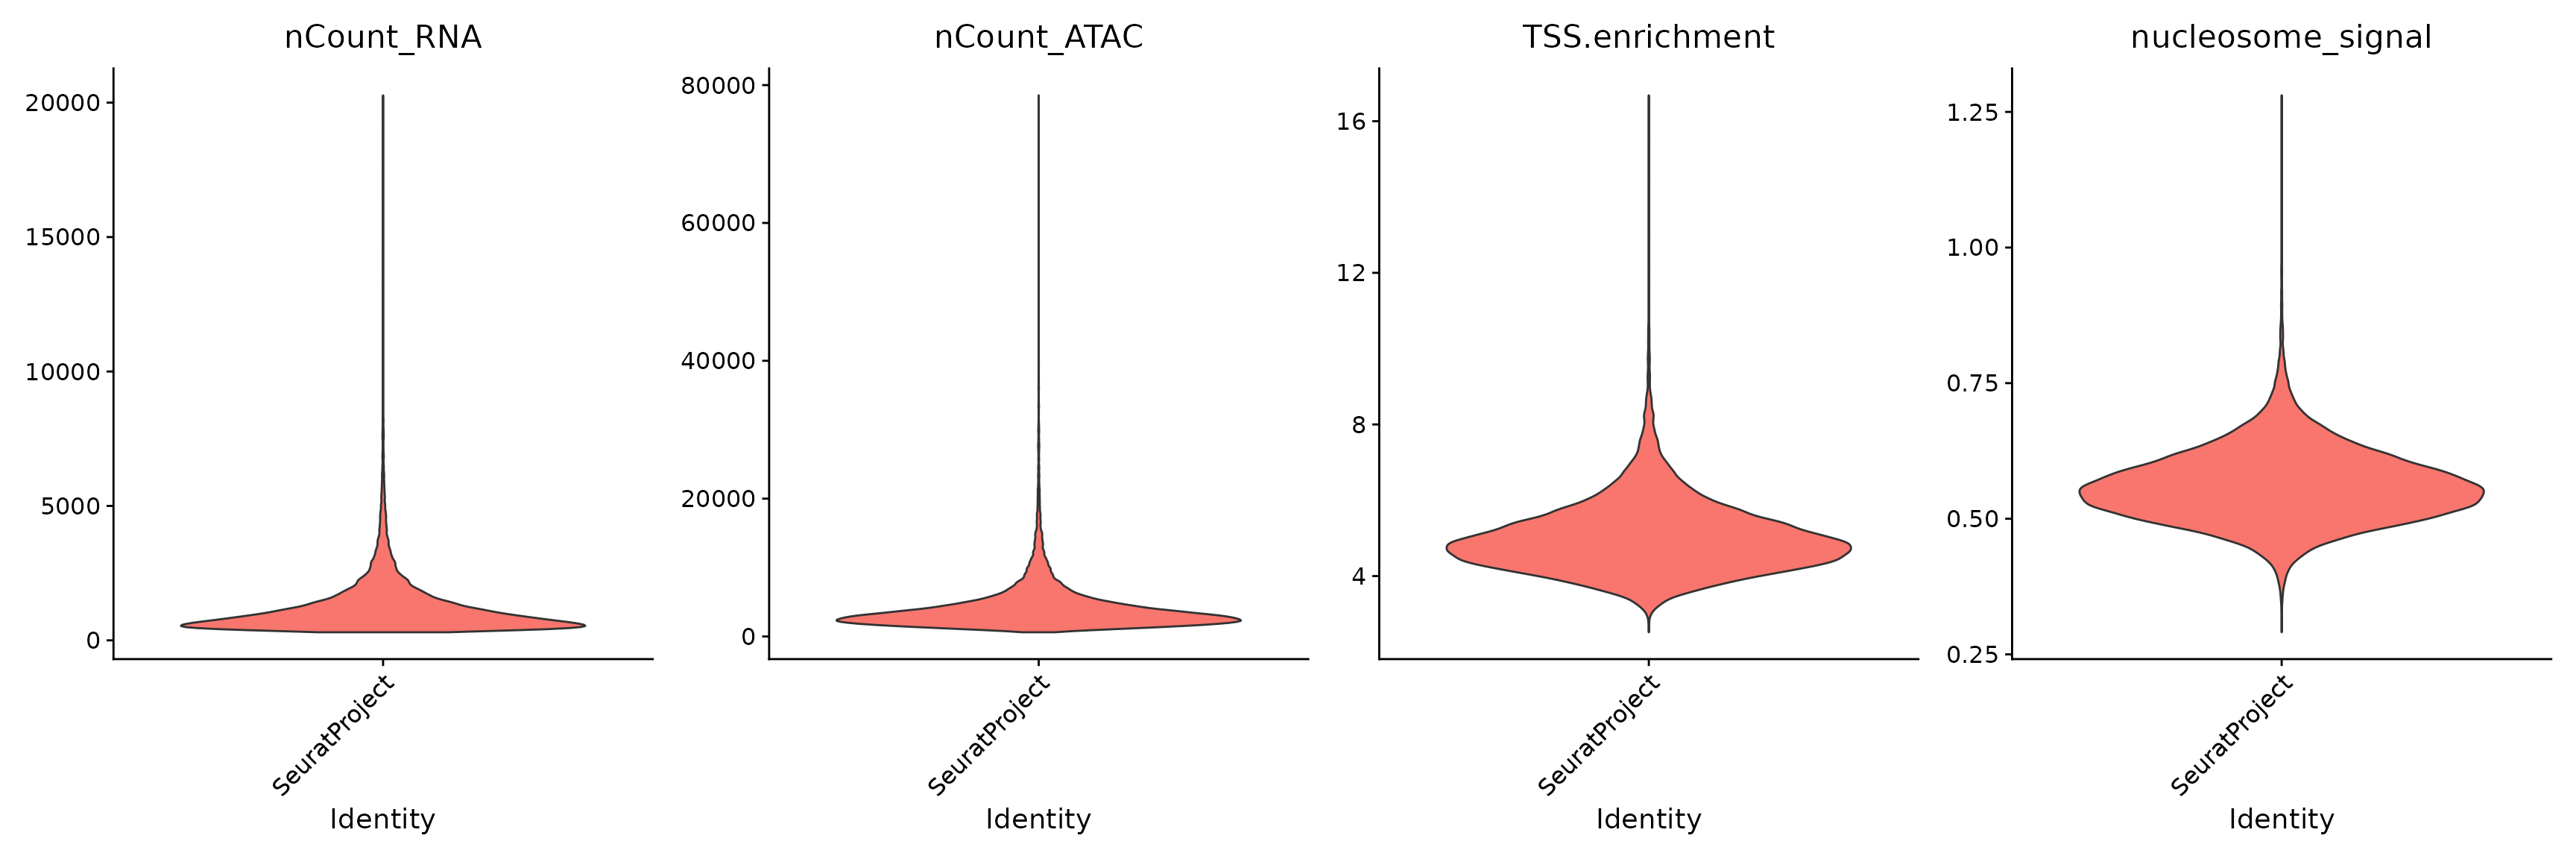 nCount_RNA
20000
15000
10000
5000
0
SeuratProject
Identity
nCount_ATAC
80000
60000
40000
20000
0
SeuratProject
Identity
TSS.enrichment
16
12
8
4
SeuratProject
Identity
nucleosome_signal
1.25
1.00
0.75
0.50
0.25
SeuratProject
Identity